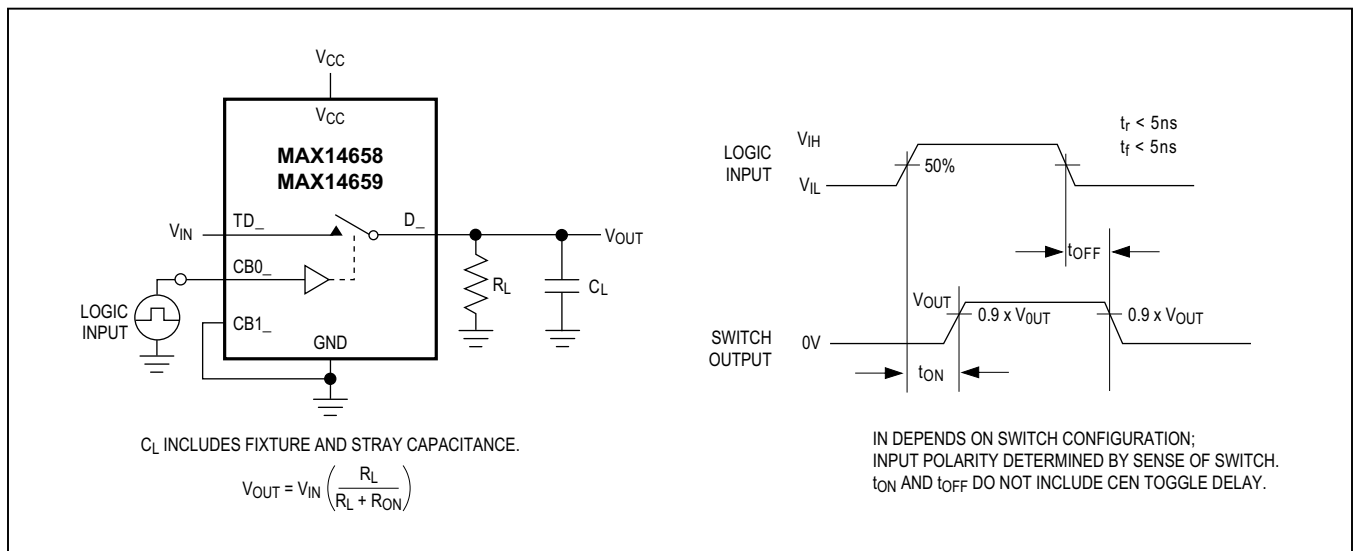 VCC
VCC
MAX14658
MAX14659
VIN
TD_
D_
VOUT
CB0_
RL
CL
LOGIC
INPUT
CB1_
GND
CL INCLUDES FIXTURE AND STRAY CAPACITANCE.
VOUT = VIN ( RL / RL + RON )
LOGIC
INPUT
VIH
VIL
50%
tr < 5ns
tf < 5ns
tOFF
SWITCH
OUTPUT
VOUT
0V
0.9 x V0UT
0.9 x VOUT
tON
IN DEPENDS ON SWITCH CONFIGURATION;
INPUT POLARITY DETERMINED BY SENSE OF SWITCH.
tON AND tOFF DO NOT INCLUDE CEN TOGGLE DELAY.